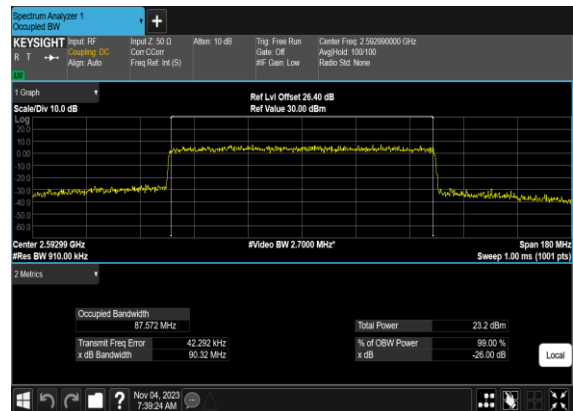 Spectrum Analyzer 1
Occupied BW
KEYSIGHT Input: RF Input Z: 50 Ω Atten: 10 dB Trig: Free Run Center Freq: 2.592990000 GHz
R T Coupling: DC Corr CCorr Gate: Off Avg|Hold: 100/100
Align: Auto Freq Ref: Int (S) #IF Gain: Low Radio Std: None
1 Graph
Ref Lvl Offset 26.40 dB
Scale/Div 10.0 dB Ref Value 30.00 dBm
Log
20.0
10.0
0.00
-10.0
-20.0
-30.0
-40.0
-50.0
-60.0
Center 2.59299 GHz #Video BW 2.7000 MHz* Span 180 MHz
#Res BW 910.00 kHz Sweep 1.00 ms (1001 pts)
2 Metrics
Occupied Bandwidth
87.572 MHz Total Power 23.2 dBm
Transmit Freq Error 42.292 kHz % of OBW Power 99.00 %
x dB Bandwidth 90.32 MHz x dB -26.00 dB
Local
Nov 04, 2023
7:39:24 AM